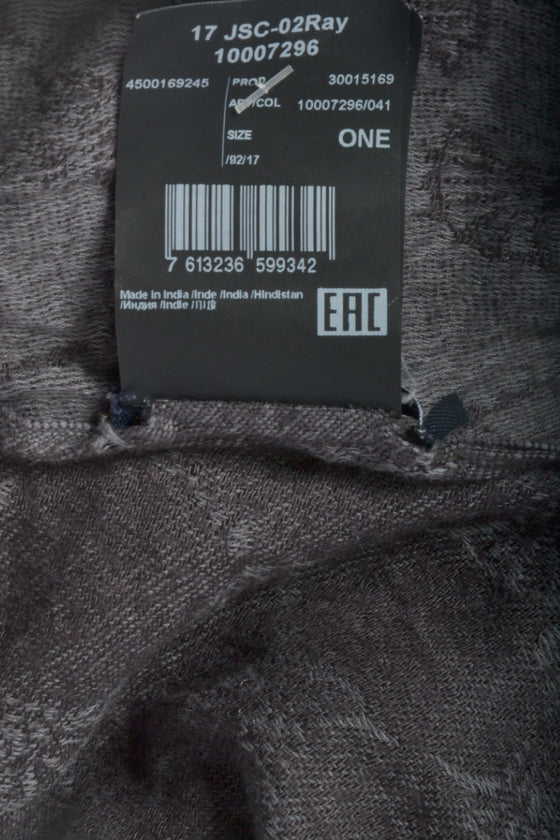 17 JSC-02Ray
10007296
4500169245 PROD 30015169
ART/COL 10007296/041
SIZE ONE
/92/17
7 613236 599342
Made in India /Inde /India /Hindistan
/Индия /Indie /
EAC